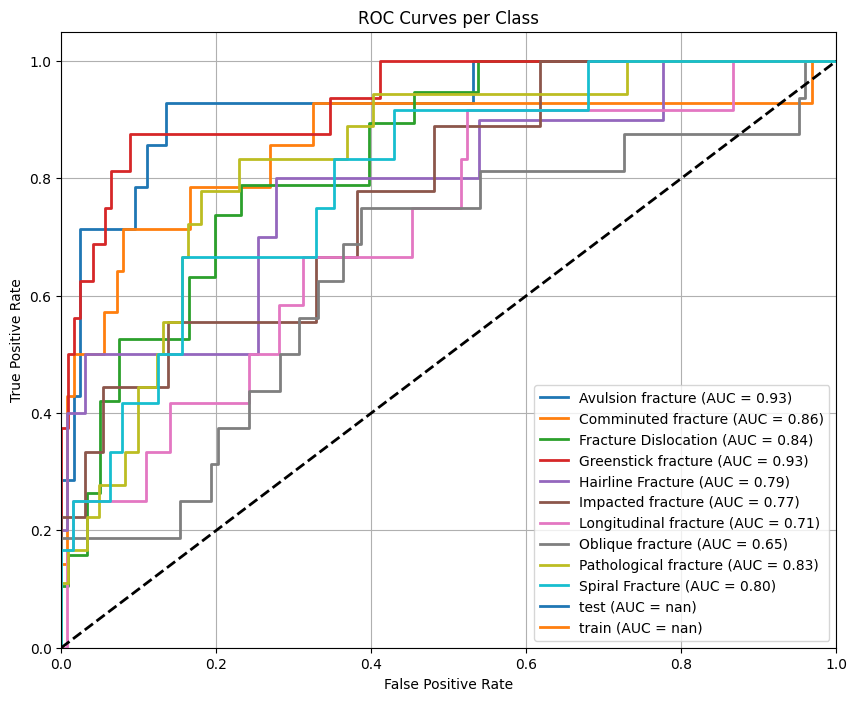 ROC Curves per Class
1.0
0.8
0.6
0.4
0.2
0.0
True Positive Rate
Avulsion fracture (AUC = 0.93)
Comminuted fracture (AUC = 0.86)
Fracture Dislocation (AUC = 0.84)
Greenstick fracture (AUC = 0.93)
Hairline Fracture (AUC = 0.79)
Impacted fracture (AUC = 0.77)
Longitudinal fracture (AUC = 0.71)
Oblique fracture (AUC = 0.65)
Pathological fracture (AUC = 0.83)
Spiral Fracture (AUC = 0.80)
test (AUC = nan)
train (AUC = nan)
0.0 0.2 0.4 0.6 0.8 1.0
False Positive Rate